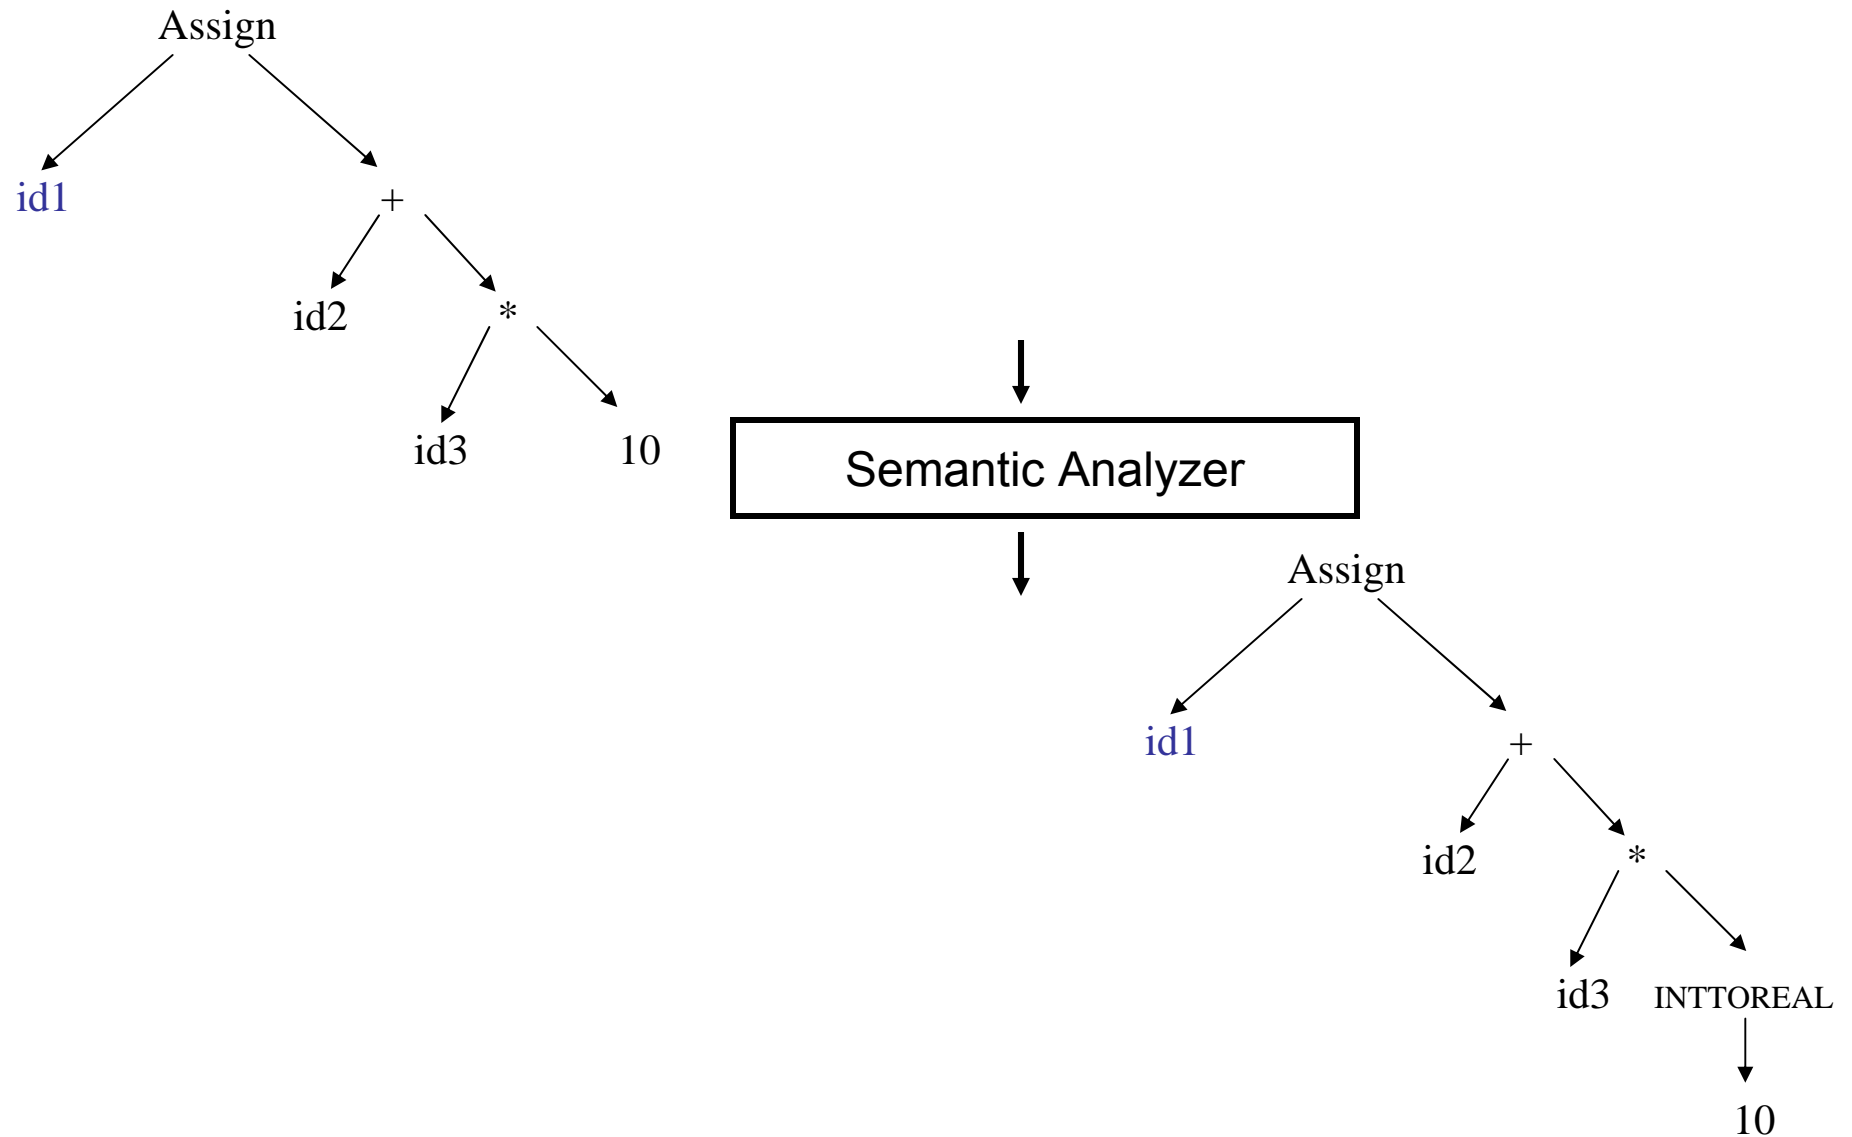 Assign
id1
+
id2
*
id3
10
Semantic Analyzer
Assign
id1
+
id2
*
id3
INTTOREAL
10